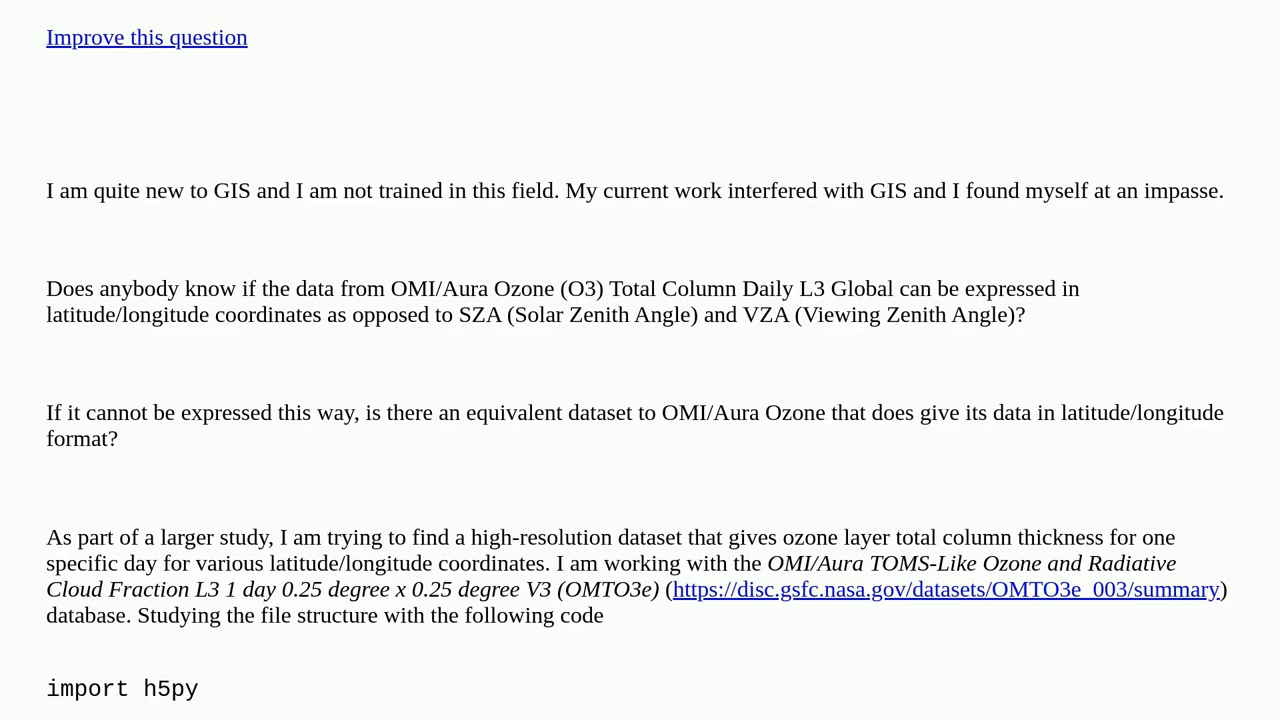 Improve this question
I am quite new to GIS and I am not trained in this field. My current work interfered with GIS and I found myself at an impasse.
Does anybody know if the data from OMI/Aura Ozone (O3) Total Column Daily L3 Global can be expressed in
latitude/longitude coordinates as opposed to SZA (Solar Zenith Angle) and VZA (Viewing Zenith Angle)?
If it cannot be expressed this way, is there an equivalent dataset to OMI/Aura Ozone that does give its data in latitude/longitude
format?
As part of a larger study, I am trying to find a high-resolution dataset that gives ozone layer total column thickness for one
specific day for various latitude/longitude coordinates. I am working with the OMI/Aura TOMS-Like Ozone and Radiative
Cloud Fraction L3 1 day 0.25 degree x 0.25 degree V3 (OMTO3e) (https://disc.gsfc.nasa.gov/datasets/OMTO3e_003/summary)
database. Studying the file structure with the following code
import h5py